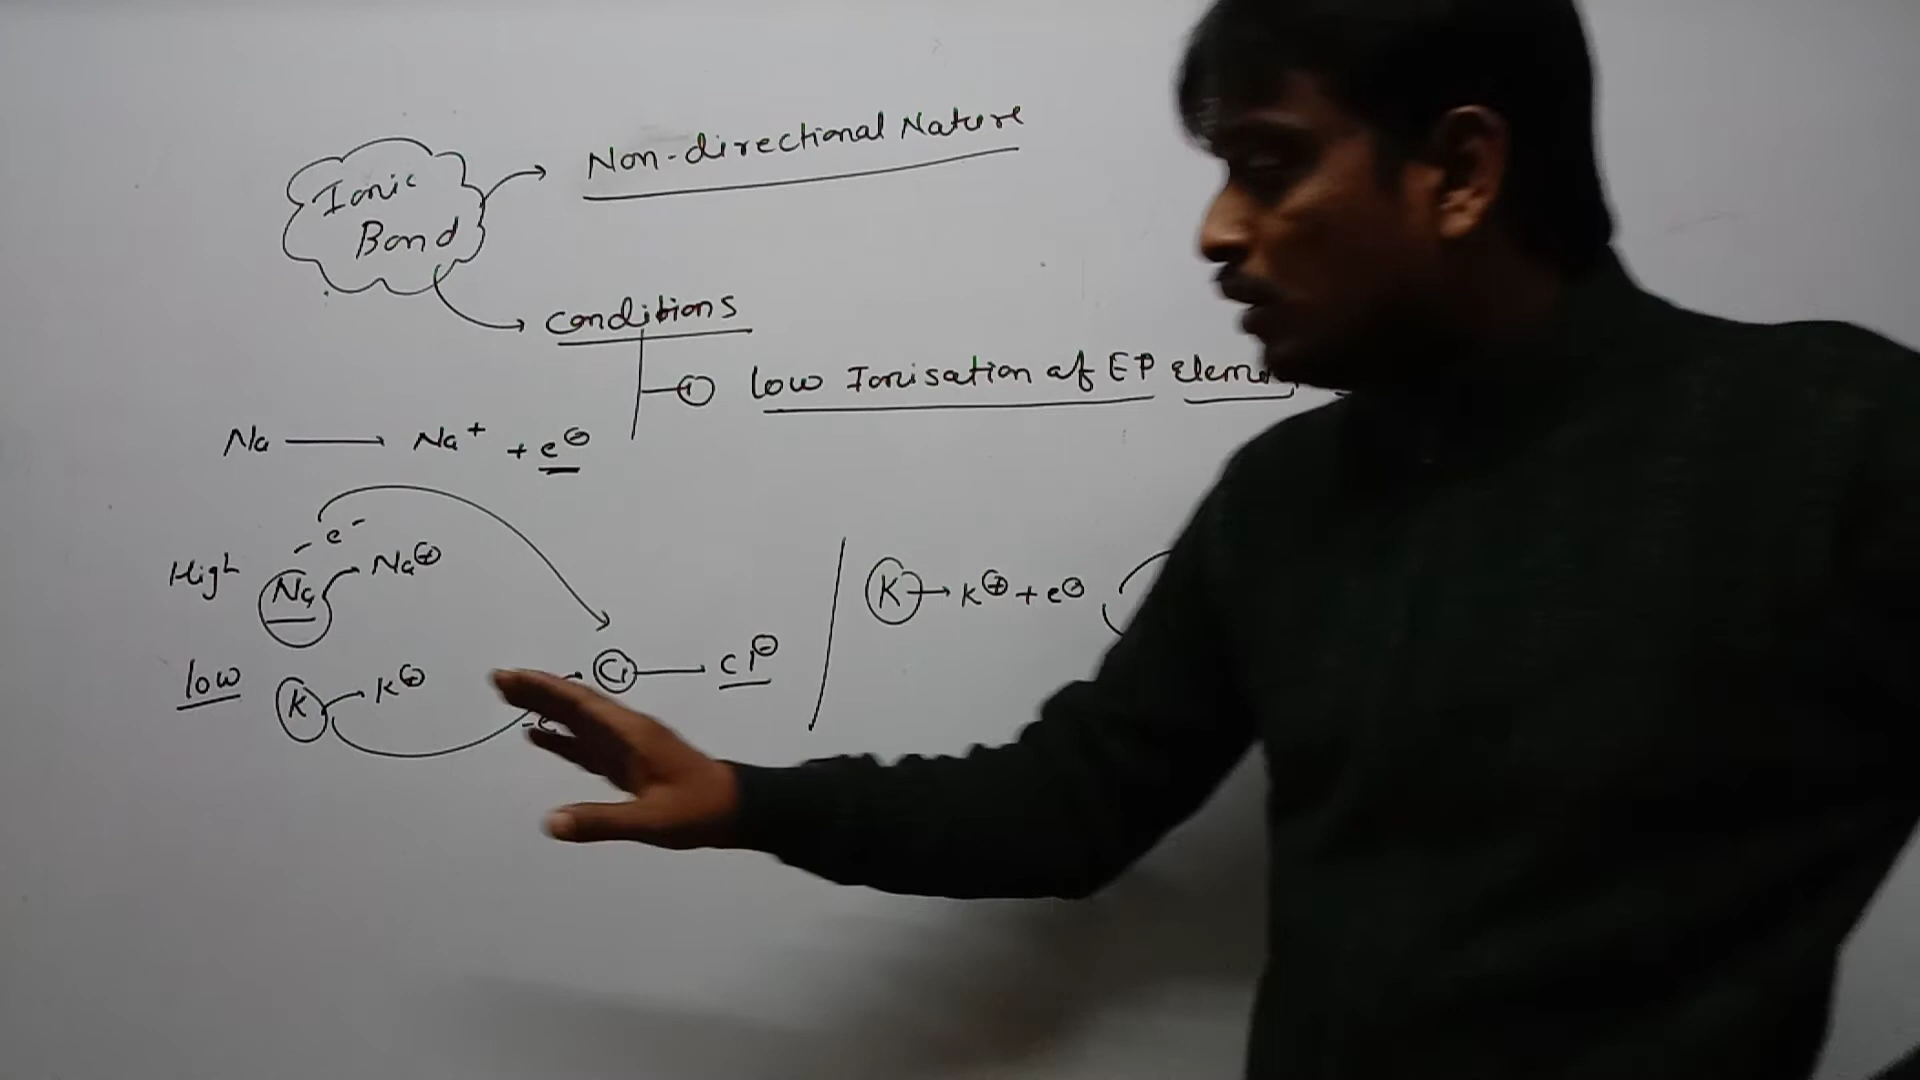 Ionic
Bond
Non-directional Nature
Conditions
① low Ionisation of EP
Na → Na⁺ + e⊖
e⁻
High Na Na⊕
low K K⊕
Cl Cl⊖
K → K⊕ + e⊖